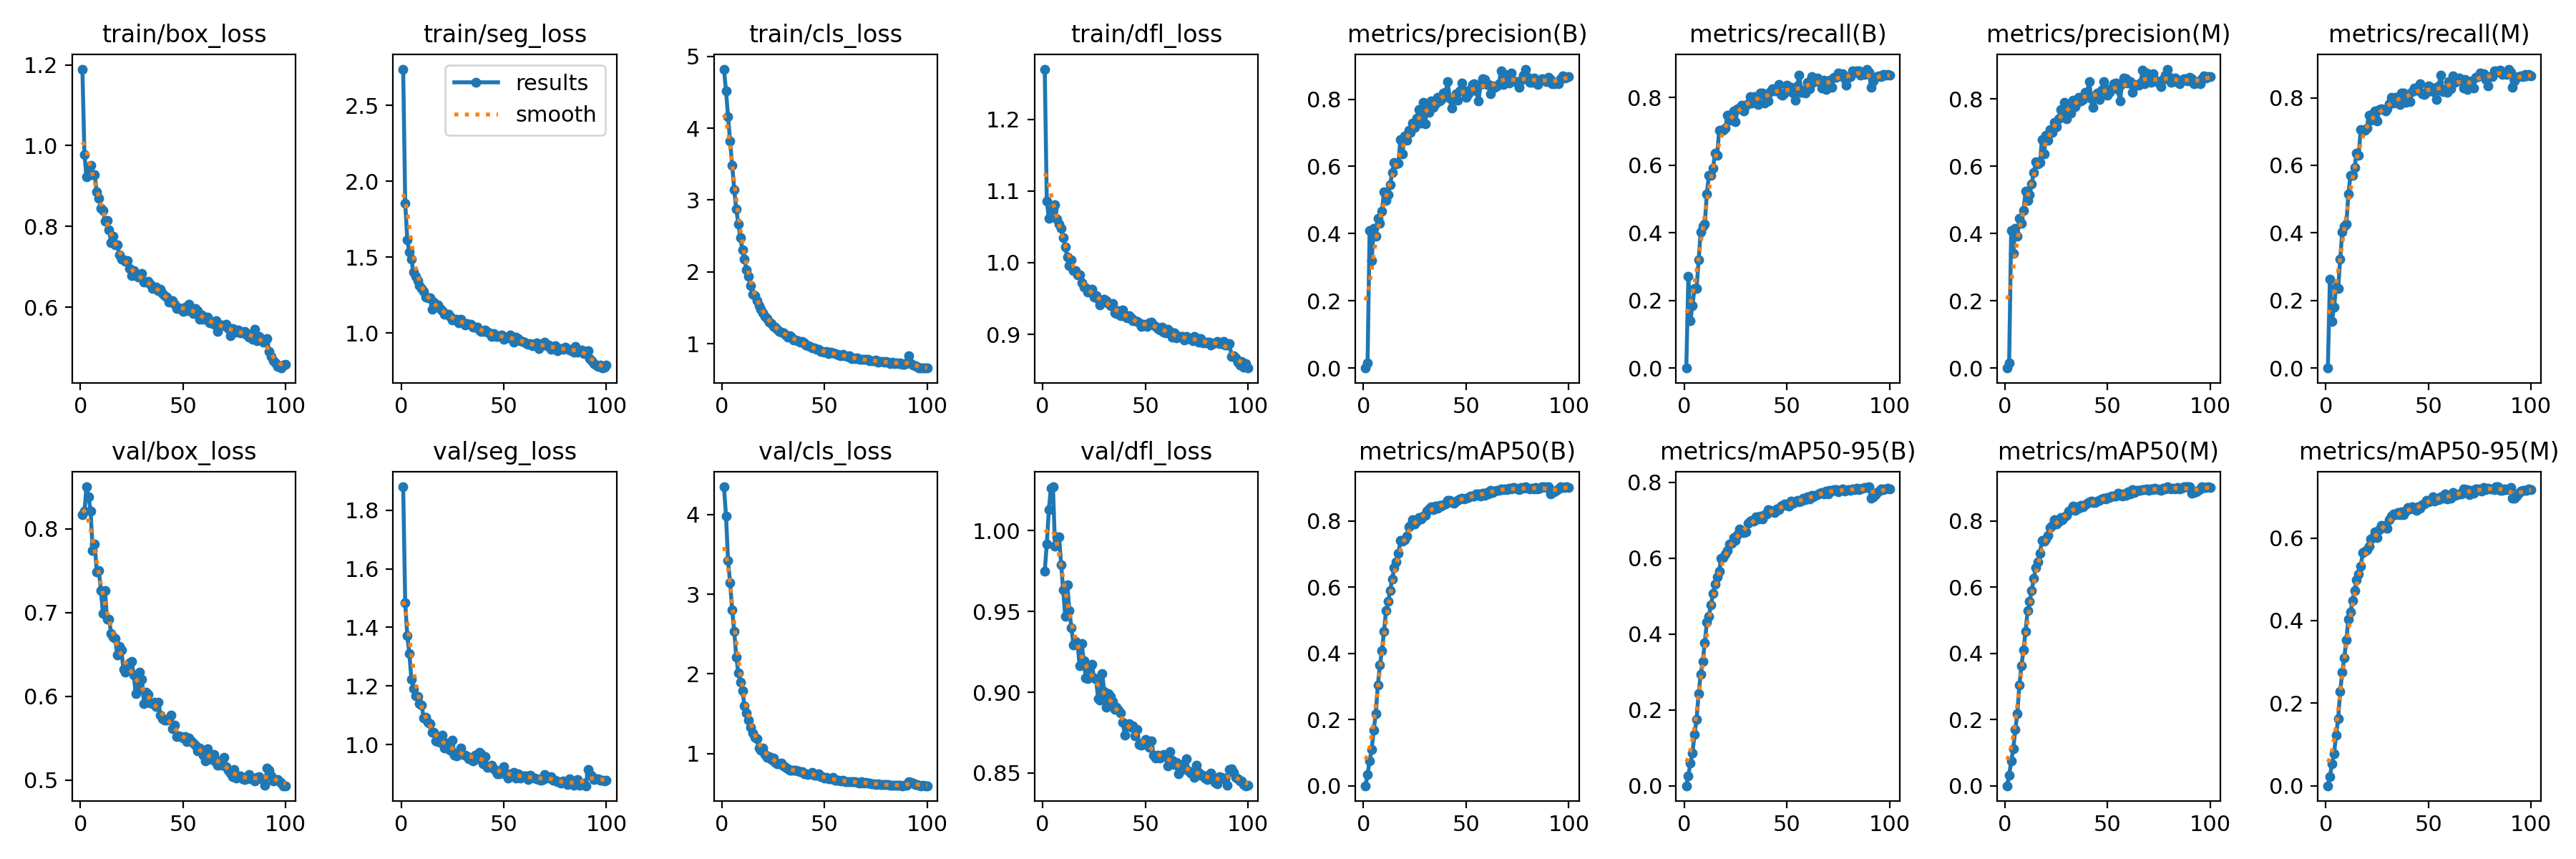 train/box_loss
1.2
1.0
0.8
0.6
0 50 100
train/seg_loss
results
smooth
2.5
2.0
1.5
1.0
0 50 100
train/cls_loss
5
4
3
2
1
0 50 100
train/dfl_loss
1.2
1.1
1.0
0.9
0 50 100
metrics/precision(B)
0.8
0.6
0.4
0.2
0.0
0 50 100
metrics/recall(B)
0.8
0.6
0.4
0.2
0.0
0 50 100
metrics/precision(M)
0.8
0.6
0.4
0.2
0.0
0 50 100
metrics/recall(M)
0.8
0.6
0.4
0.2
0.0
0 50 100
val/box_loss
0.8
0.7
0.6
0.5
0 50 100
val/seg_loss
1.8
1.6
1.4
1.2
1.0
0 50 100
val/cls_loss
4
3
2
1
0 50 100
val/dfl_loss
1.00
0.95
0.90
0.85
0 50 100
metrics/mAP50(B)
0.8
0.6
0.4
0.2
0.0
0 50 100
metrics/mAP50-95(B)
0.8
0.6
0.4
0.2
0.0
0 50 100
metrics/mAP50(M)
0.8
0.6
0.4
0.2
0.0
0 50 100
metrics/mAP50-95(M)
0.6
0.4
0.2
0.0
0 50 100